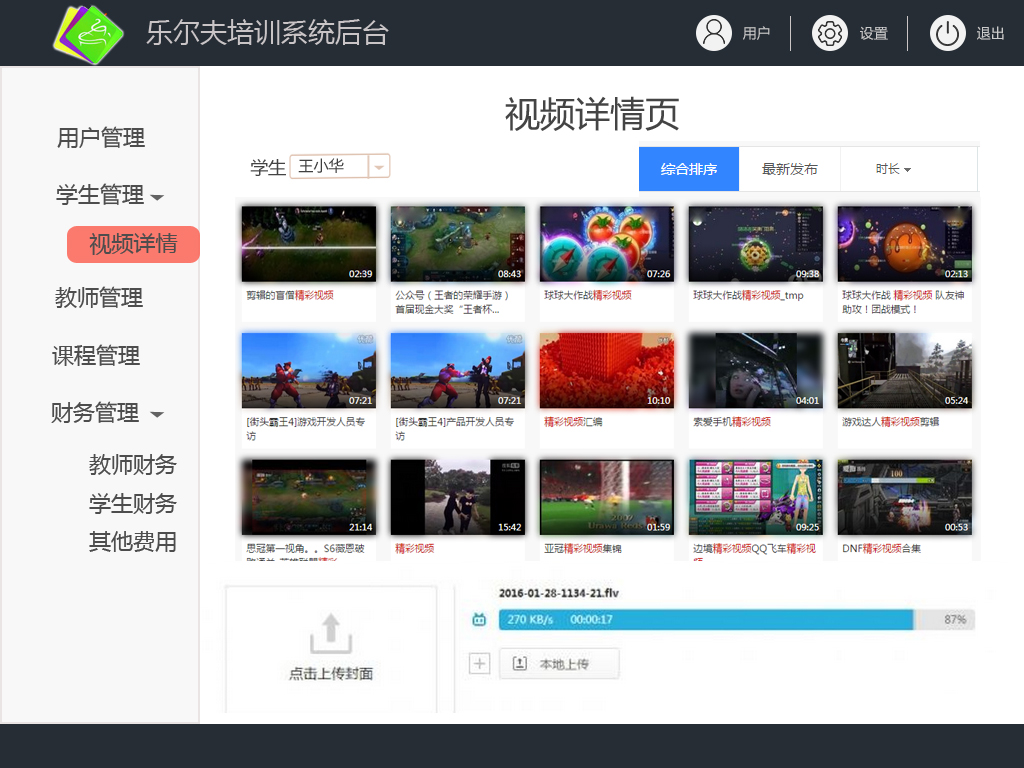 乐尔夫培训系统后台
用户
设置
退出
用户管理
学生管理
视频详情
教师管理
课程管理
财务管理
教师财务
学生财务
其他费用
视频详情页
学生
王小华
综合排序
最新发布
时长
02:39
08:43
07:26
09:38
02:13
剪辑的盲僧精彩视频
公众号（王者的荣耀手游）
首届现金大奖“王者杯...
球球大作战精彩视频
球球大作战精彩视频_tmp
球球大作战 精彩视频 队友神
助攻！团战模式！
07:21
07:21
10:10
04:01
05:24
[街头霸王4]游戏开发人员专
访
[街头霸王4]产品开发人员专
访
精彩视频汇编
索爱手机精彩视频
游戏达人精彩视频剪辑
21:14
15:42
01:59
09:25
00:53
思冠第一视角。。S6薇恩破
精彩视频
亚冠精彩视频集锦
边境精彩视频QQ飞车精彩视
DNF精彩视频合集
点击上传封面
2016-01-28-1134-21.flv
270 KB/s
00:00:17
87%
本地上传